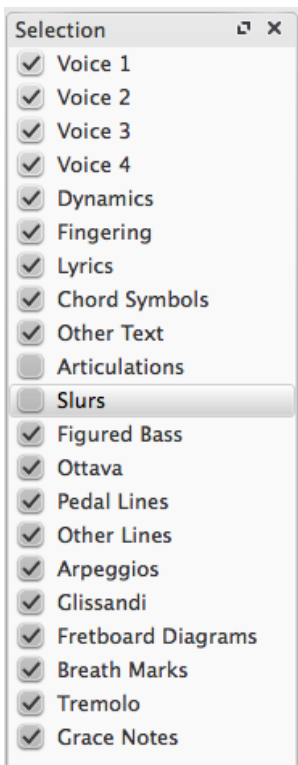 Selection
Voice 1
Voice 2
Voice 3
Voice 4
Dynamics
Fingering
Lyrics
Chord Symbols
Other Text
Articulations
Slurs
Figured Bass
Ottava
Pedal Lines
Other Lines
Arpeggios
Glissandi
Fretboard Diagrams
Breath Marks
Tremolo
Grace Notes